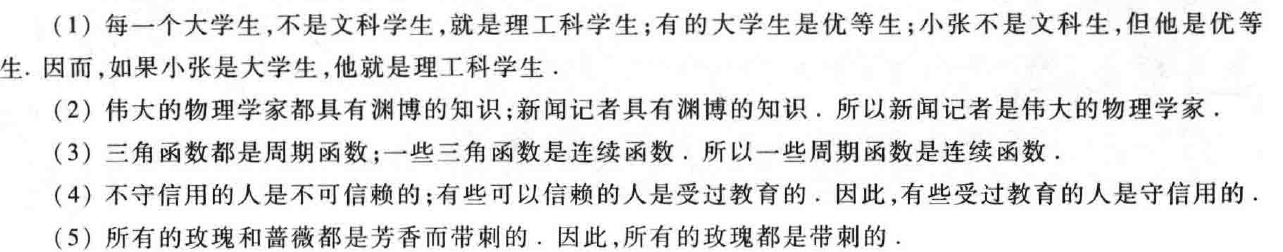 (1) 每一个大学生,不是文科学生,就是理工科学生;有的大学生是优等生;小张不是文科生,但他是优等
生. 因而,如果小张是大学生,他就是理工科学生.
(2) 伟大的物理学家都具有渊博的知识;新闻记者具有渊博的知识. 所以新闻记者是伟大的物理学家.
(3) 三角函数都是周期函数;一些三角函数是连续函数. 所以一些周期函数是连续函数.
(4) 不守信用的人是不可信赖的;有些可以信赖的人是受过教育的. 因此,有些受过教育的人是守信用的.
(5) 所有的玫瑰和蔷薇都是芳香而带刺的. 因此,所有的玫瑰都是带刺的.